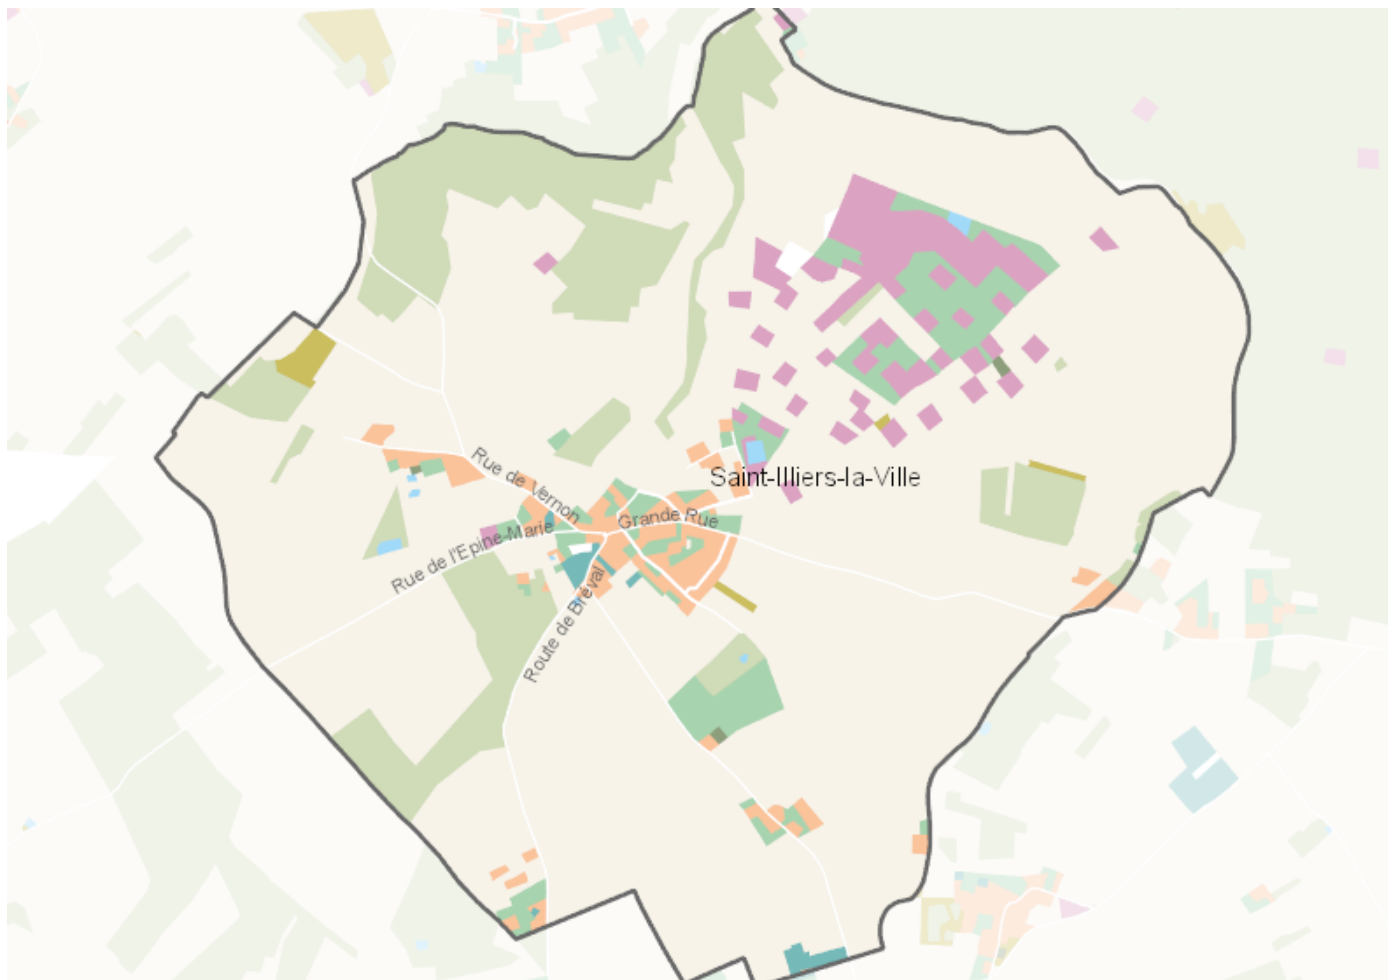 Rue de Vernon
Saint-Illiers-la-Ville
Grande Rue
Rue de l'Epine-Marie
Route de Bréval